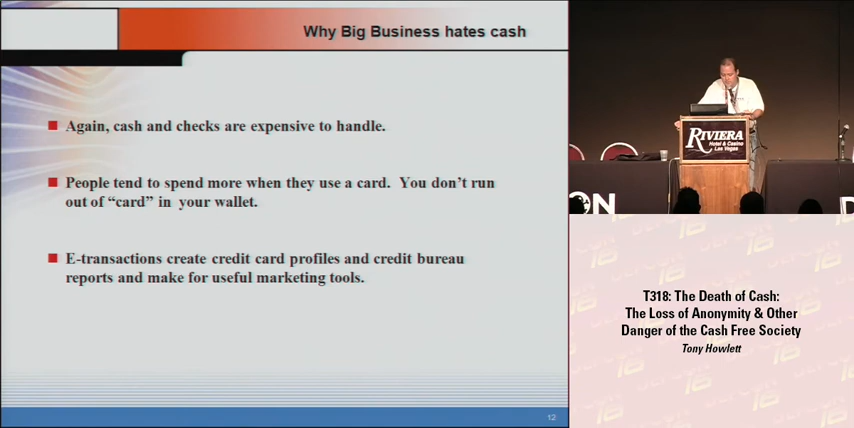 Why Big Business hates cash
Again, cash and checks are expensive to handle.
People tend to spend more when they use a card. You don't run
out of “card” in your wallet.
E-transactions create credit card profiles and credit bureau
reports and make for useful marketing tools.
12
RIVIERA
Hotel & Casino
Las Vegas
ON
D
T318: The Death of Cash:
The Loss of Anonymity & Other
Danger of the Cash Free Society
Tony Howlett